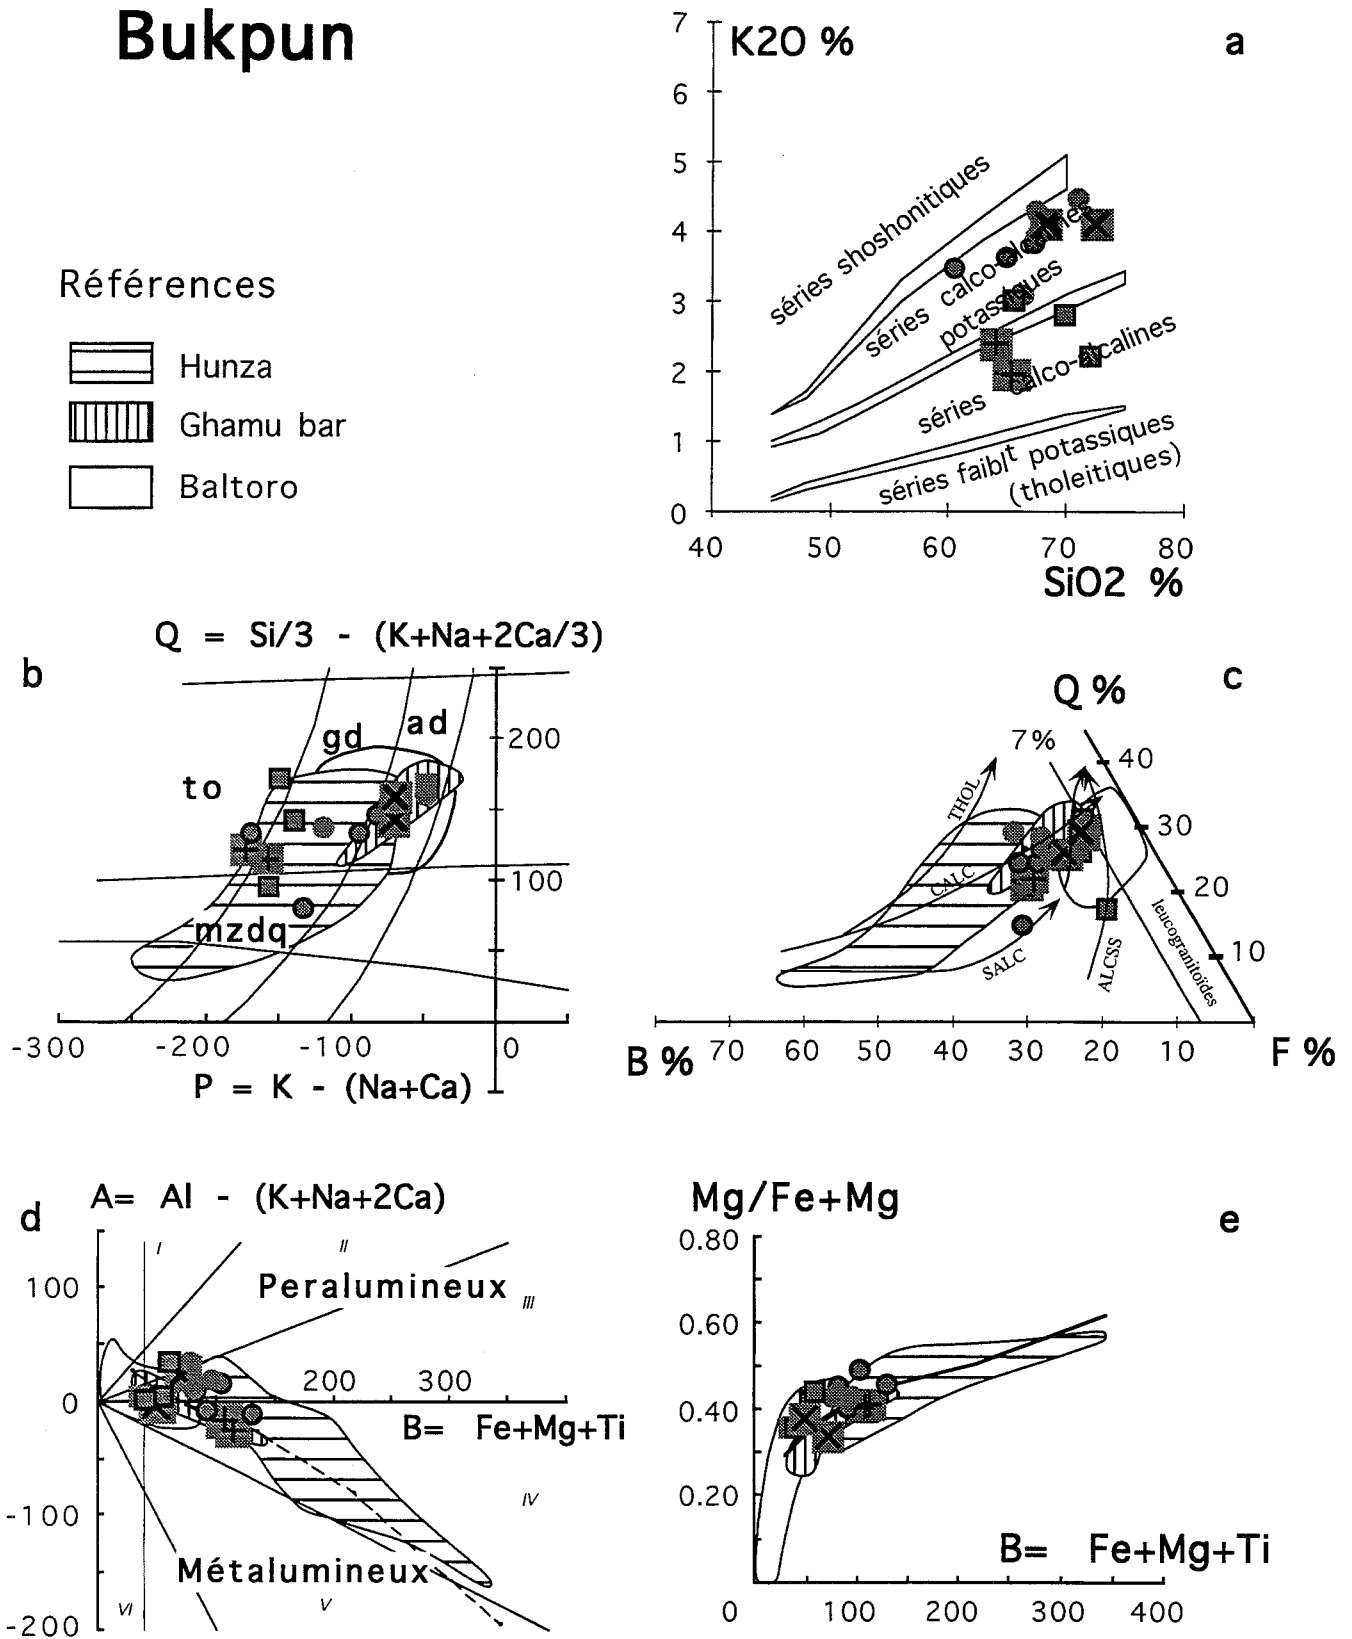 Bukpun
Références
Hunza
Ghamu bar
Baltoro
a
K2O %
7
6
5
4
3
2
1
0
séries shoshonitiques
séries calco-alcalines
potassiques
séries calco-alcalines
séries faiblt potassiques
(tholeitiques)
40 50 60 70 80
SiO2 %
b
Q = Si/3 - (K+Na+2Ca/3)
gd ad
to
mzdq
200
100
-300 -200 -100 0
P = K - (Na+Ca)
c
Q %
7%
THOL
CALC
SALC
ALCSS
leucogranitoïdes
40
30
20
10
B % 70 60 50 40 30 20 10 F %
d
A= Al - (K+Na+2Ca)
I II
Peralumineux
III
100
0
-100
-200
200 300
B= Fe+Mg+Ti
IV
Métalumineux
VI V
e
Mg/Fe+Mg
0.80
0.60
0.40
0.20
B= Fe+Mg+Ti
0 100 200 300 400